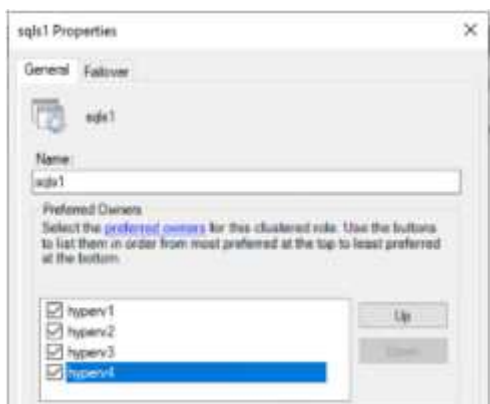 sqls1 Properties
General Failover
sqls1
Name:
sqls1
Preferred Owners
Select the preferred owners for this clustered role. Use the buttons
to list them in order from most preferred at the top to least preferred
at the bottom.
hyperv1
Up
hyperv2
hyperv3
Down
hyperv4